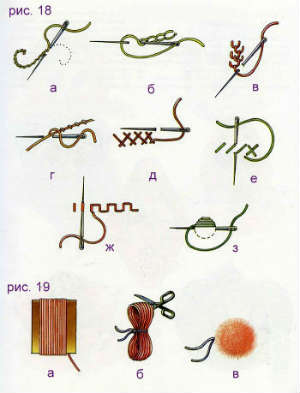 рис. 18
а б в
г д е
ж з
рис. 19
а б в